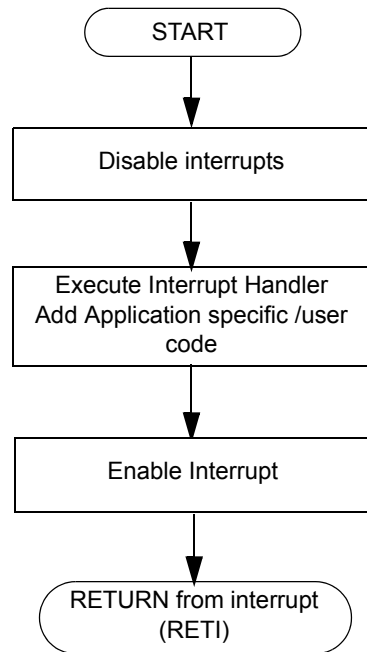 START
Disable interrupts
Execute Interrupt Handler
Add Application specific /user
code
Enable Interrupt
RETURN from interrupt
(RETI)